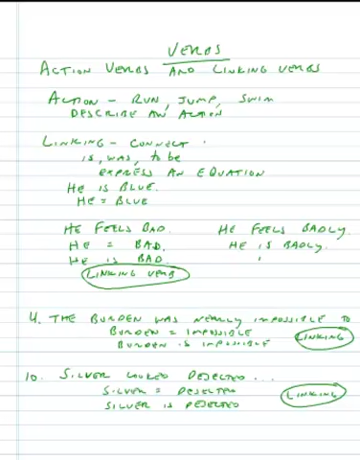 VERBS
ACTION VERBS AND LINKING VERBS
ACTION - RUN, JUMP, SWIM
DESCRIBE AN ACTION
LINKING - CONNECT.
IS, WAS, to be
EXPRESS AN EQUATION
HE IS BLUE.
HE = BLUE
HE FEELS BAD. HE FEELS BADLY.
HE = BAD. HE IS BADLY.
HE IS BAD.
LINKING VERB
4. THE BURDEN WAS NEARLY IMPOSSIBLE TO
BURDEN = IMPOSSIBLE LINKING
BURDEN IS IMPOSSIBLE
10. SILVER LOOKED DEJECTED...
SILVER = DEJECTED LINKING
SILVER IS DEJECTED